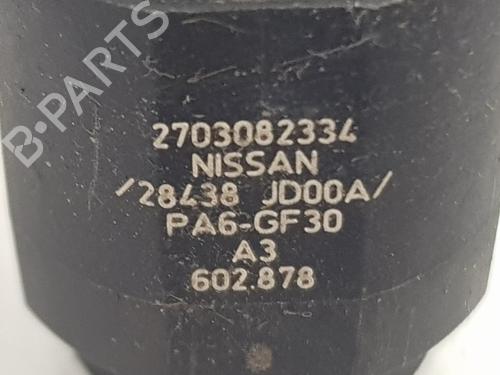 B-PARTS
2703082334
NISSAN
/28438 JD00A/
PA6-GF30
A3
602.878